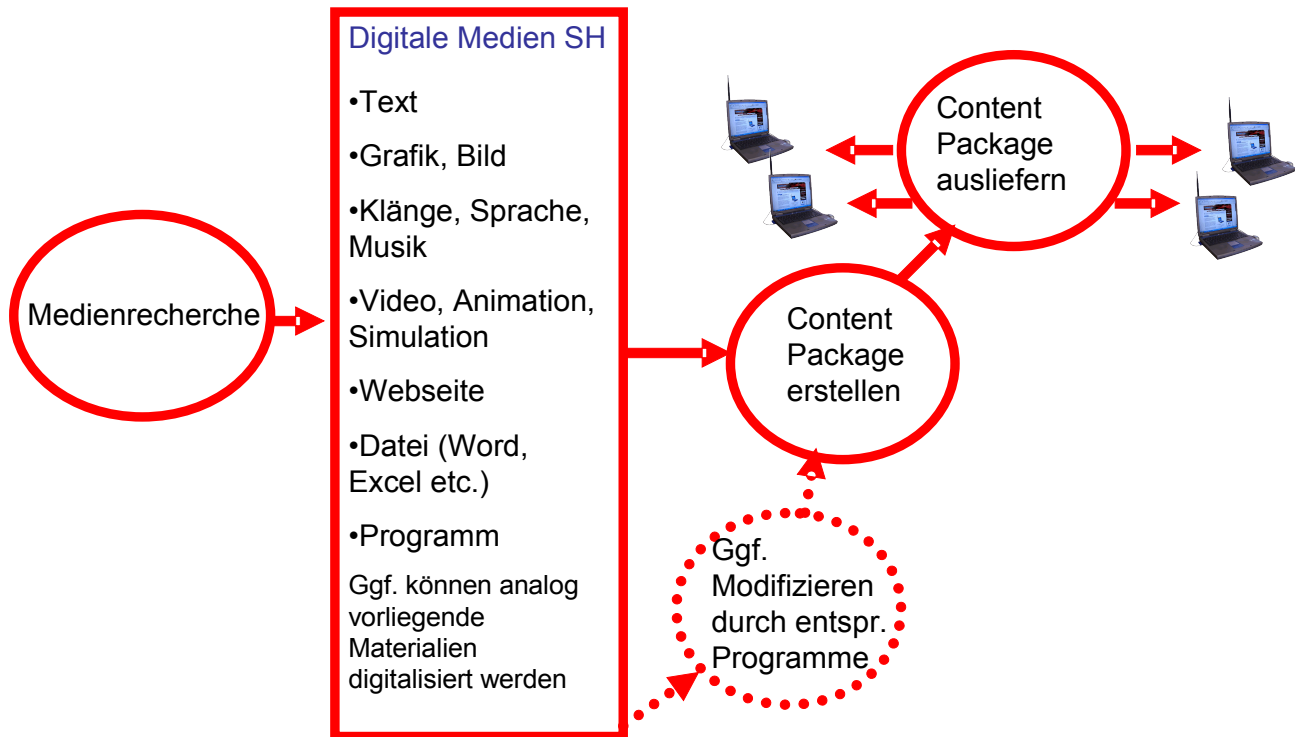 Medienrecherche
Digitale Medien SH
•Text
•Grafik, Bild
•Klänge, Sprache,
Musik
•Video, Animation,
Simulation
•Webseite
•Datei (Word,
Excel etc.)
•Programm
Ggf. können analog
vorliegende
Materialien
digitalisiert werden
Ggf.
Modifizieren
durch entspr.
Programme
Content
Package
erstellen
Content
Package
ausliefern